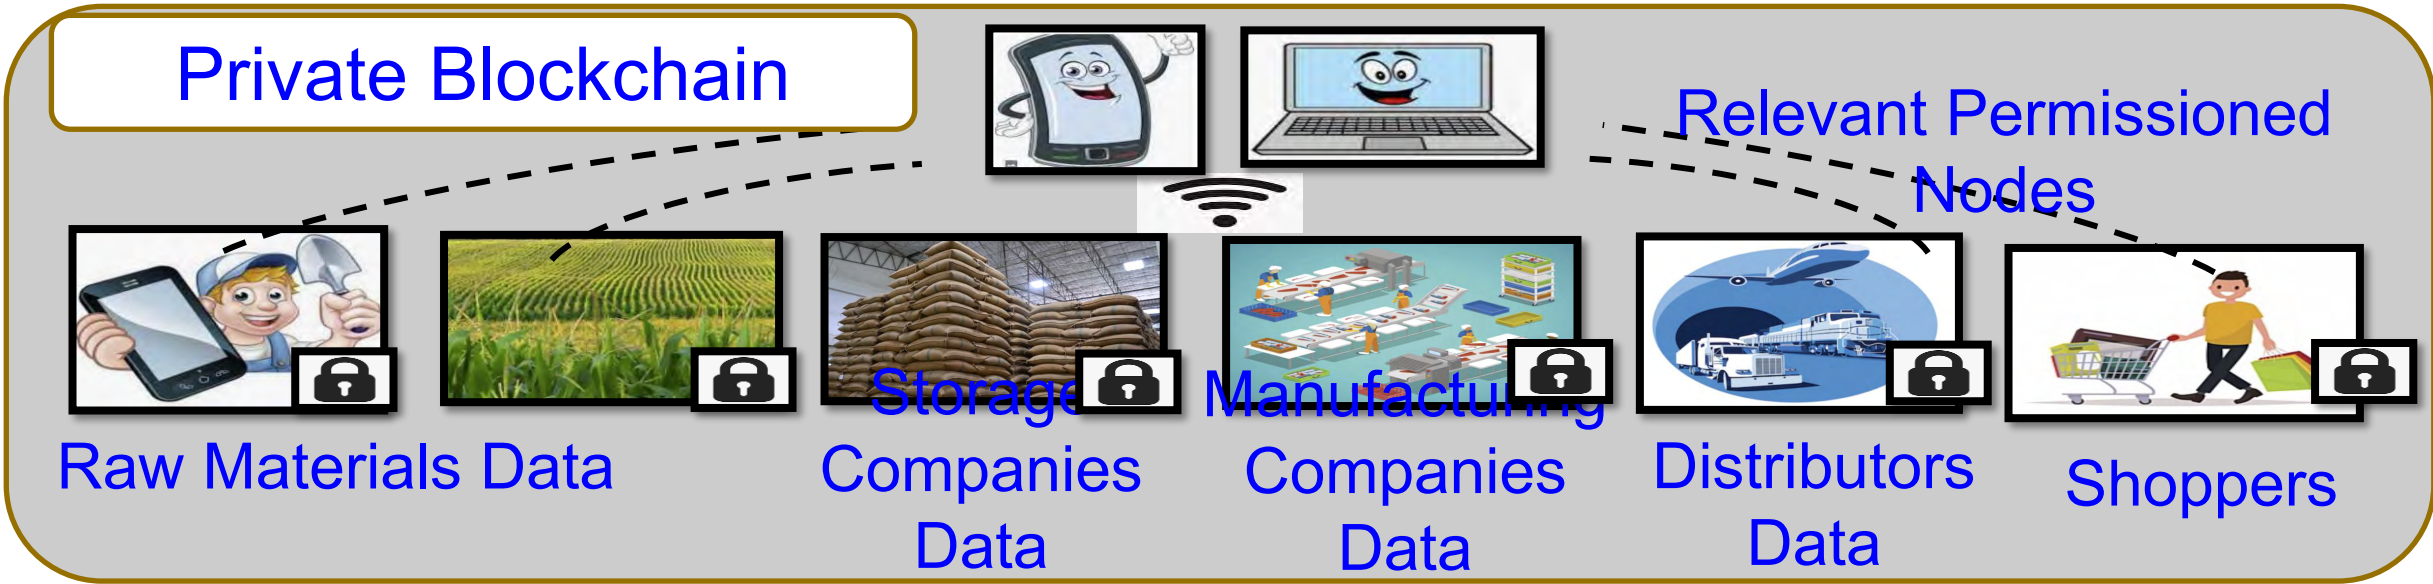 Private Blockchain
Relevant Permissioned
Nodes
Raw Materials Data
Storage
Companies
Data
Manufacturing
Companies
Data
Distributors
Data
Shoppers